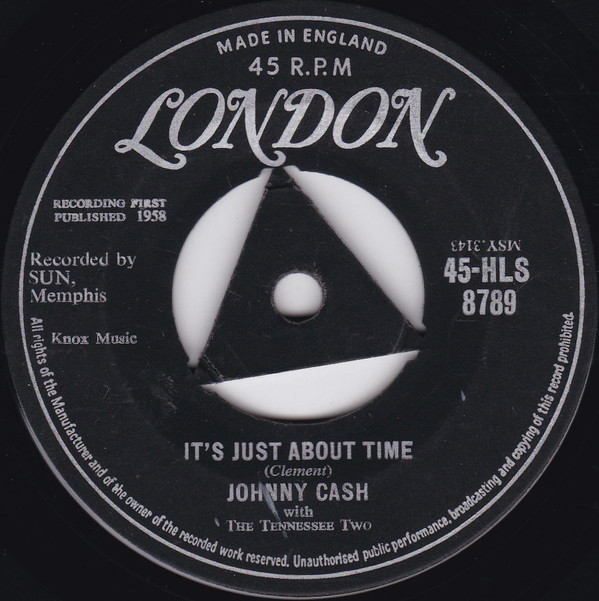 MADE IN ENGLAND
45 R.P.M
LONDON
RECORDING FIRST
PUBLISHED 1958
Recorded by
SUN,
Memphis
Knox Music
MSY.3143
45-HLS
8789
IT'S JUST ABOUT TIME
(Clement)
JOHNNY CASH
with
THE TENNESSEE TWO
All rights of the Manufacturer and of the owner of the recorded work reserved. Unauthorised public performance, broadcasting and copying of this record prohibited.